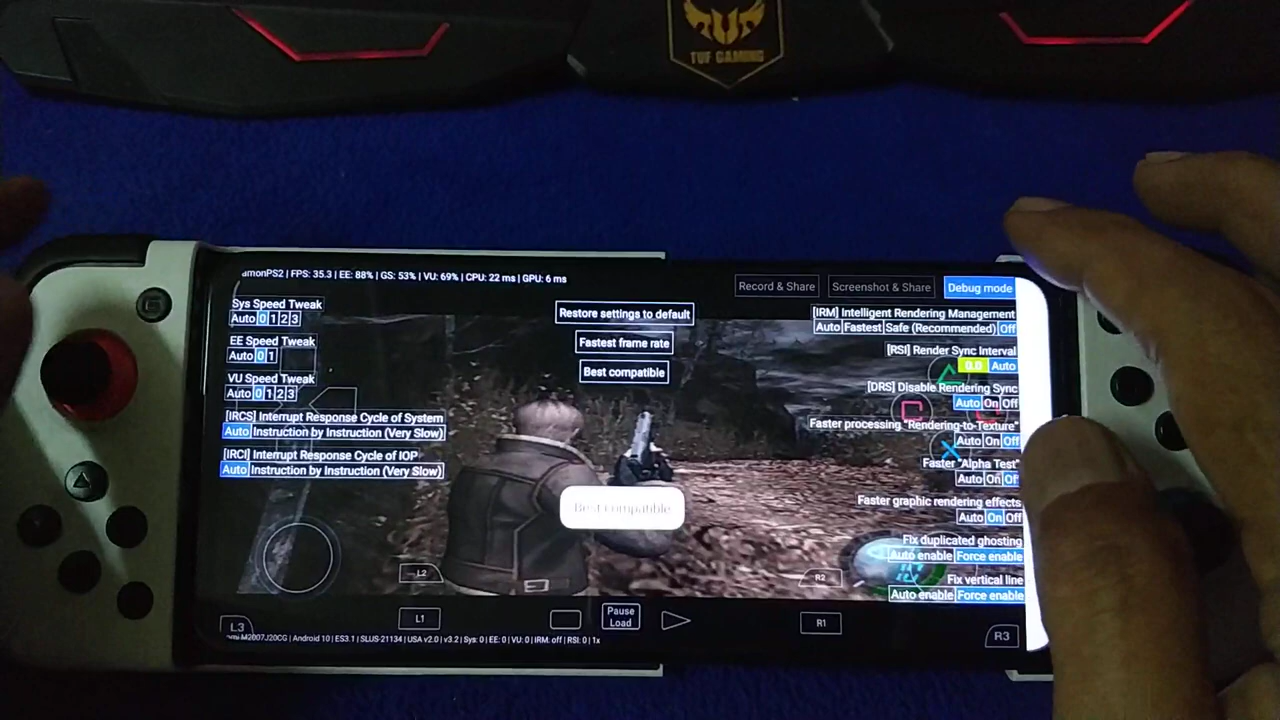 TUF GAMING
amonPS2 | FPS: 35.3 | EE: 88% | GS: 53% | VU: 69% | CPU: 22 ms | GPU: 6 ms
Record & Share
Screenshot & Share
Debug mode
Sys Speed Tweak
Auto 0 1 2 3
EE Speed Tweak
Auto 0 1
VU Speed Tweak
Auto 0 1 2 3
[IRCS] Interrupt Response Cycle of System
Auto Instruction by Instruction (Very Slow)
[IRCI] Interrupt Response Cycle of IOP
Auto Instruction by Instruction (Very Slow)
Restore settings to default
Fastest frame rate
Best compatible
Best compatible
[IRM] Intelligent Rendering Management
Auto Fastest Safe (Recommended) Off
[RSI] Render Sync Interval
0.0 Auto
[DRS] Disable Rendering Sync
Auto On Off
Faster processing "Rendering-to-Texture"
Auto On Off
Faster "Alpha Test"
Auto On Off
Faster graphic rendering effects
Auto On Off
Fix duplicated ghosting
Auto enable Force enable
Fix vertical line
Auto enable Force enable
L2
R2
L3
L1
Pause
Load
R1
R3
M2007J20CG | Android 10 | ES3.1 | SLUS-21134 | USA v2.0 | v3.2 | Sys: 0 | EE: 0 | VU: 0 | IRM: off | RSI: 0 | 1x